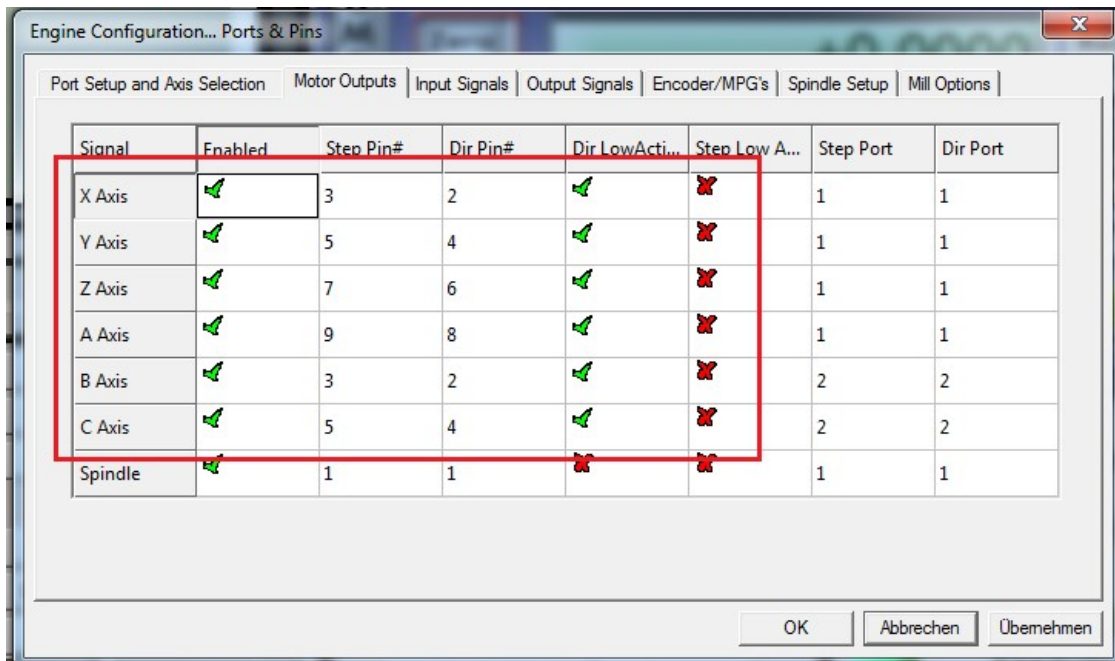 Engine Configuration... Ports & Pins
Port Setup and Axis Selection Motor Outputs Input Signals Output Signals Encoder/MPG's Spindle Setup Mill Options
Signal Enabled Step Pin# Dir Pin# Dir LowActi... Step Low A... Step Port Dir Port
X Axis 3 2 1 1
Y Axis 5 4 1 1
Z Axis 7 6 1 1
A Axis 9 8 1 1
B Axis 3 2 2 2
C Axis 5 4 2 2
Spindle 1 1 1 1
OK Abbrechen Übernehmen